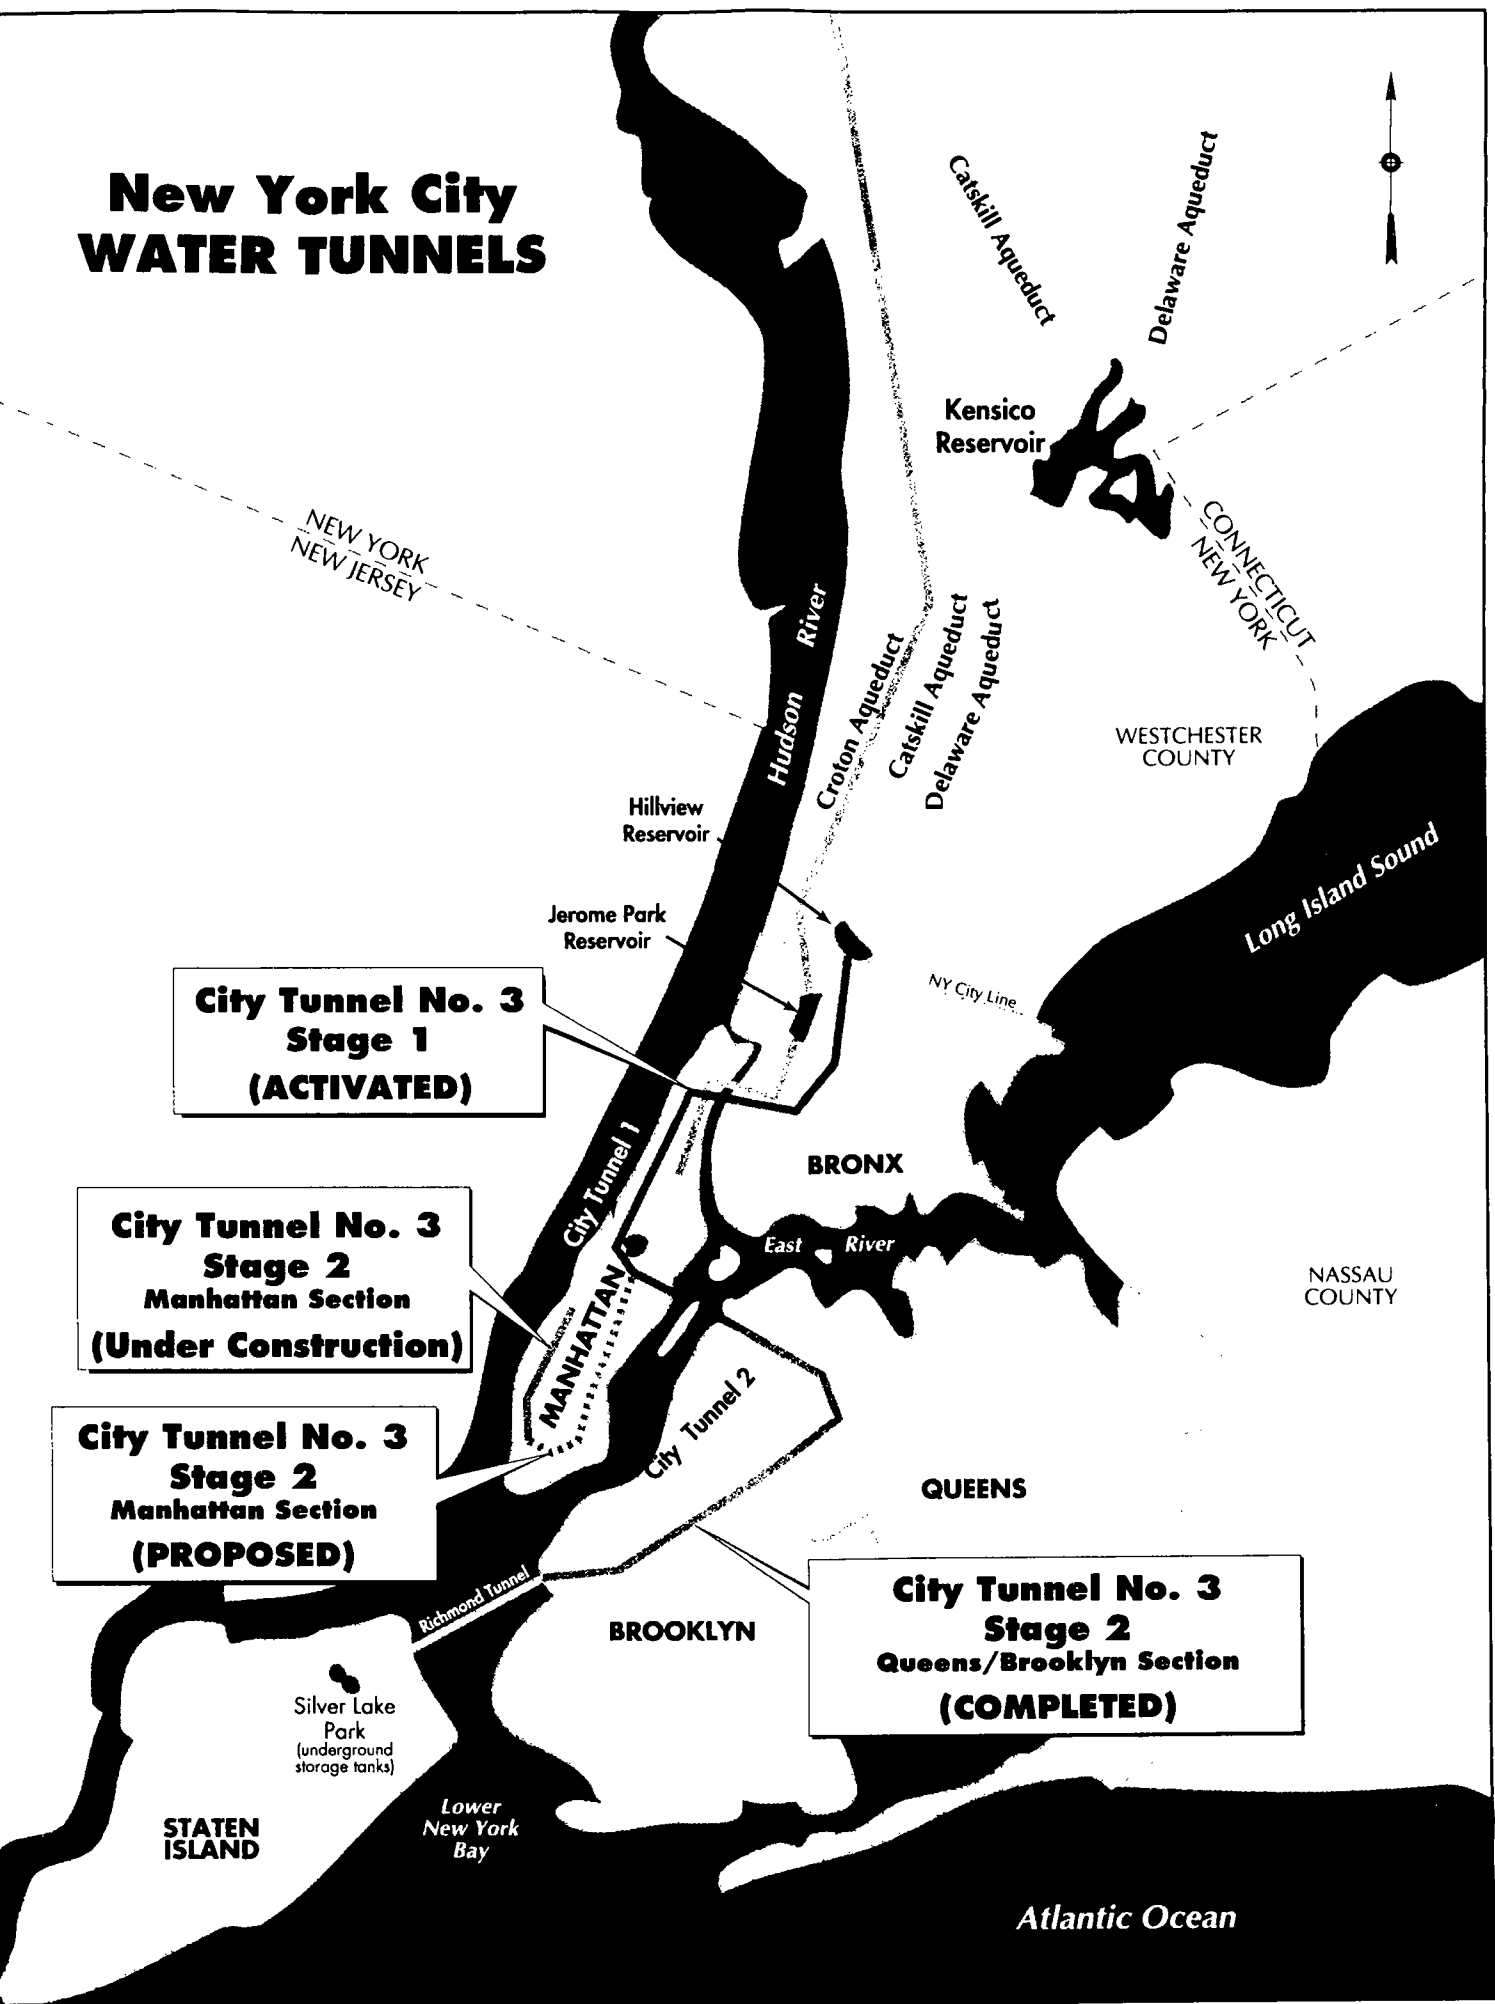 New York City
WATER TUNNELS
Catskill Aqueduct
Delaware Aqueduct
Kensico
Reservoir
NEW YORK
NEW JERSEY
CONNECTICUT
NEW YORK
Hudson River
Croton Aqueduct
Catskill Aqueduct
Delaware Aqueduct
WESTCHESTER
COUNTY
Hillview
Reservoir
Long Island Sound
Jerome Park
Reservoir
NY City Line
City Tunnel No. 3
Stage 1
(ACTIVATED)
City Tunnel 1
BRONX
City Tunnel No. 3
Stage 2
Manhattan Section
(Under Construction)
East River
MANHATTAN
NASSAU
COUNTY
City Tunnel 2
City Tunnel No. 3
Stage 2
Manhattan Section
(PROPOSED)
QUEENS
Richmond Tunnel
BROOKLYN
City Tunnel No. 3
Stage 2
Queens/Brooklyn Section
(COMPLETED)
Silver Lake
Park
(underground
storage tanks)
STATEN
ISLAND
Lower
New York
Bay
Atlantic Ocean